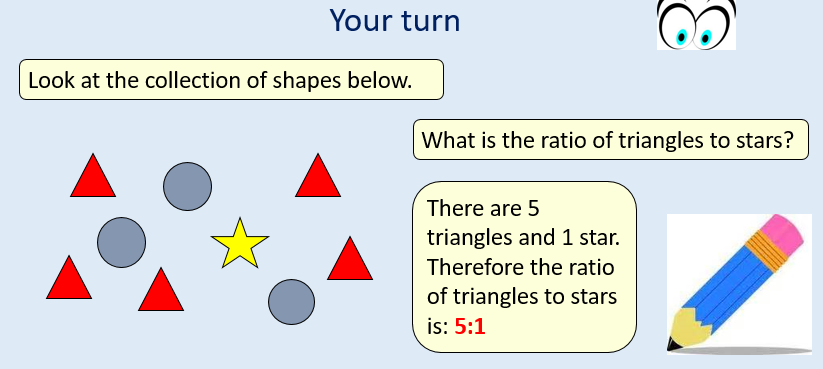 Your turn
Look at the collection of shapes below.
What is the ratio of triangles to stars?
There are 5
triangles and 1 star.
Therefore the ratio
of triangles to stars
is: 5:1